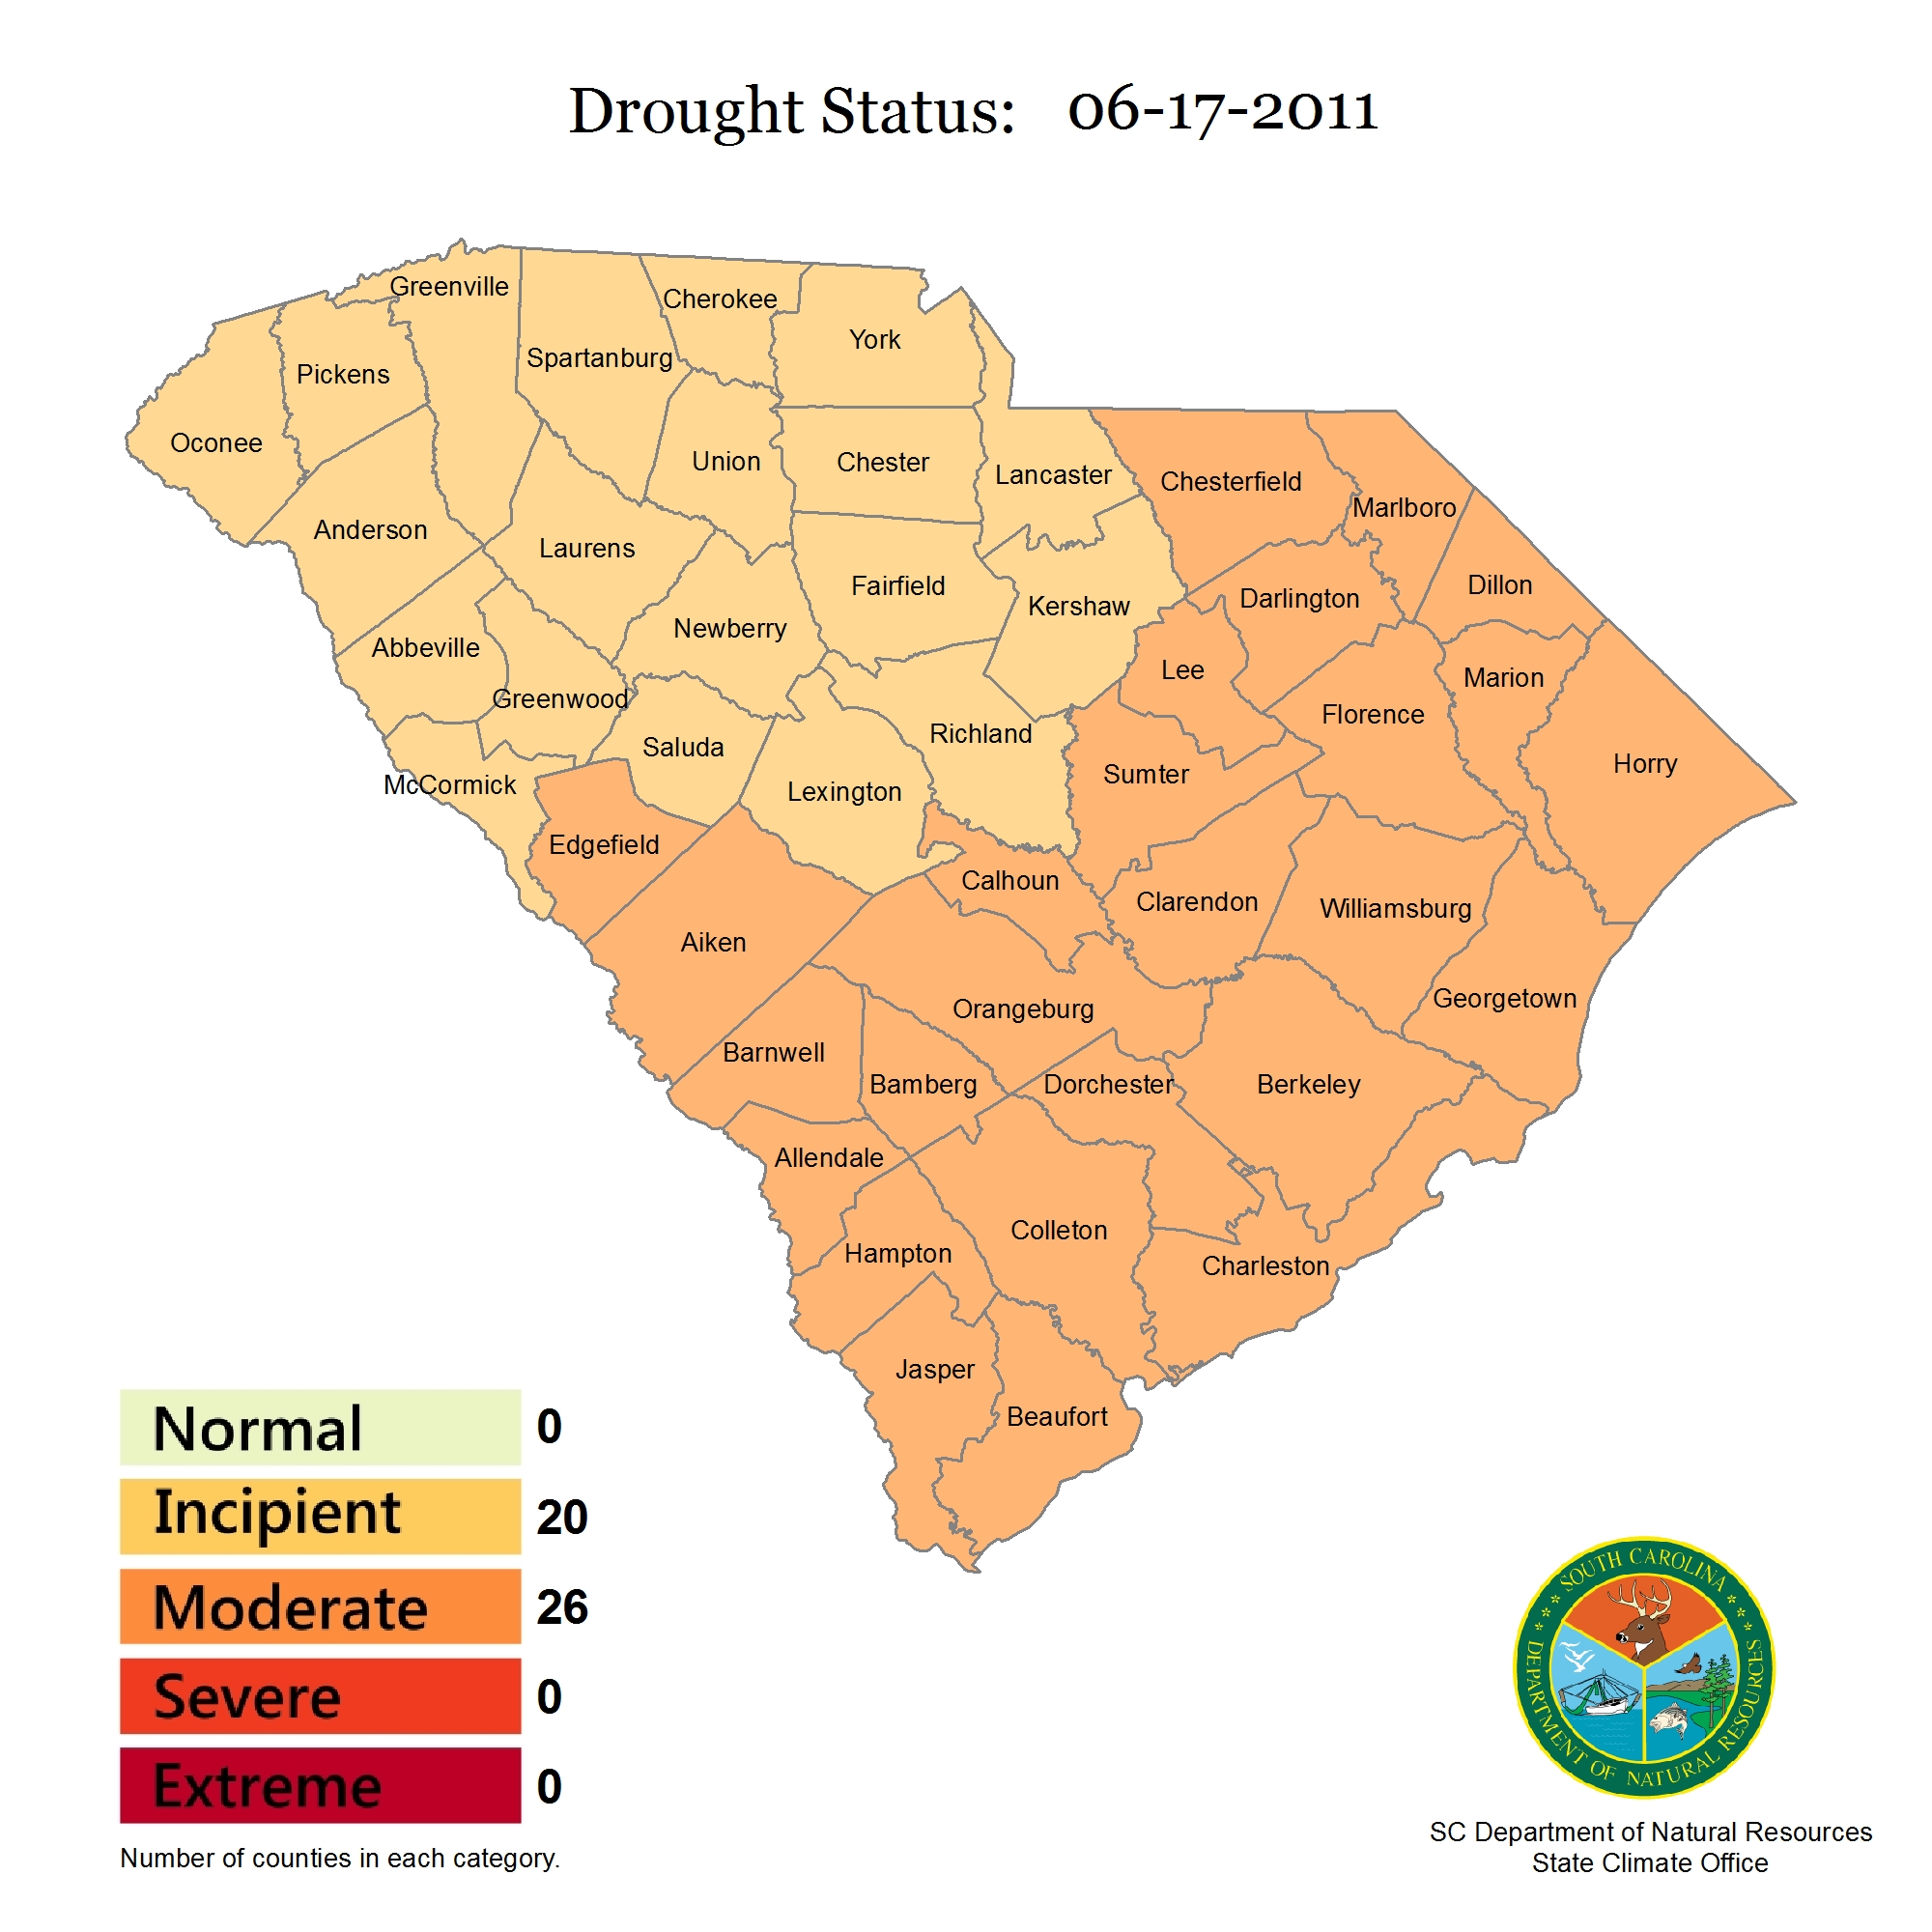 Drought Status: 06-17-2011
Greenville
Cherokee
York
Spartanburg
Pickens
Oconee
Union
Chester
Lancaster
Chesterfield
Marlboro
Anderson
Laurens
Fairfield
Kershaw
Darlington
Dillon
Abbeville
Newberry
Lee
Marion
Greenwood
Florence
Saluda
Richland
Horry
McCormick
Lexington
Sumter
Edgefield
Calhoun
Clarendon
Williamsburg
Aiken
Orangeburg
Georgetown
Barnwell
Bamberg
Dorchester
Berkeley
Allendale
Colleton
Hampton
Charleston
Jasper
Beaufort
Normal 0
Incipient 20
Moderate 26
Severe 0
Extreme 0
Number of counties in each category.
SOUTH CAROLINA
DEPARTMENT OF NATURAL RESOURCES
SC Department of Natural Resources
State Climate Office